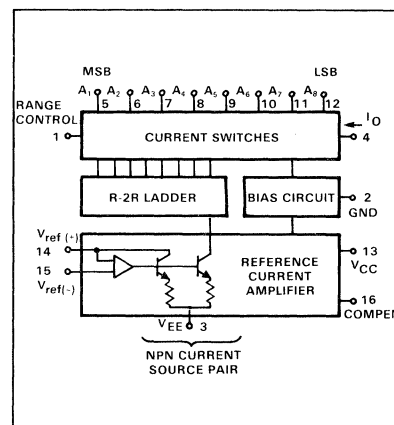 MSB LSB
A1 A2 A3 A4 A5 A6 A7 A8
5 6 7 8 9 10 11 12
RANGE
CONTROL
1
CURRENT SWITCHES
IO
4
R-2R LADDER
BIAS CIRCUIT
2
GND
Vref (+)
14
15
Vref(-)
REFERENCE
CURRENT
AMPLIFIER
13
VCC
16
COMPEN
VEE 3
NPN CURRENT
SOURCE PAIR